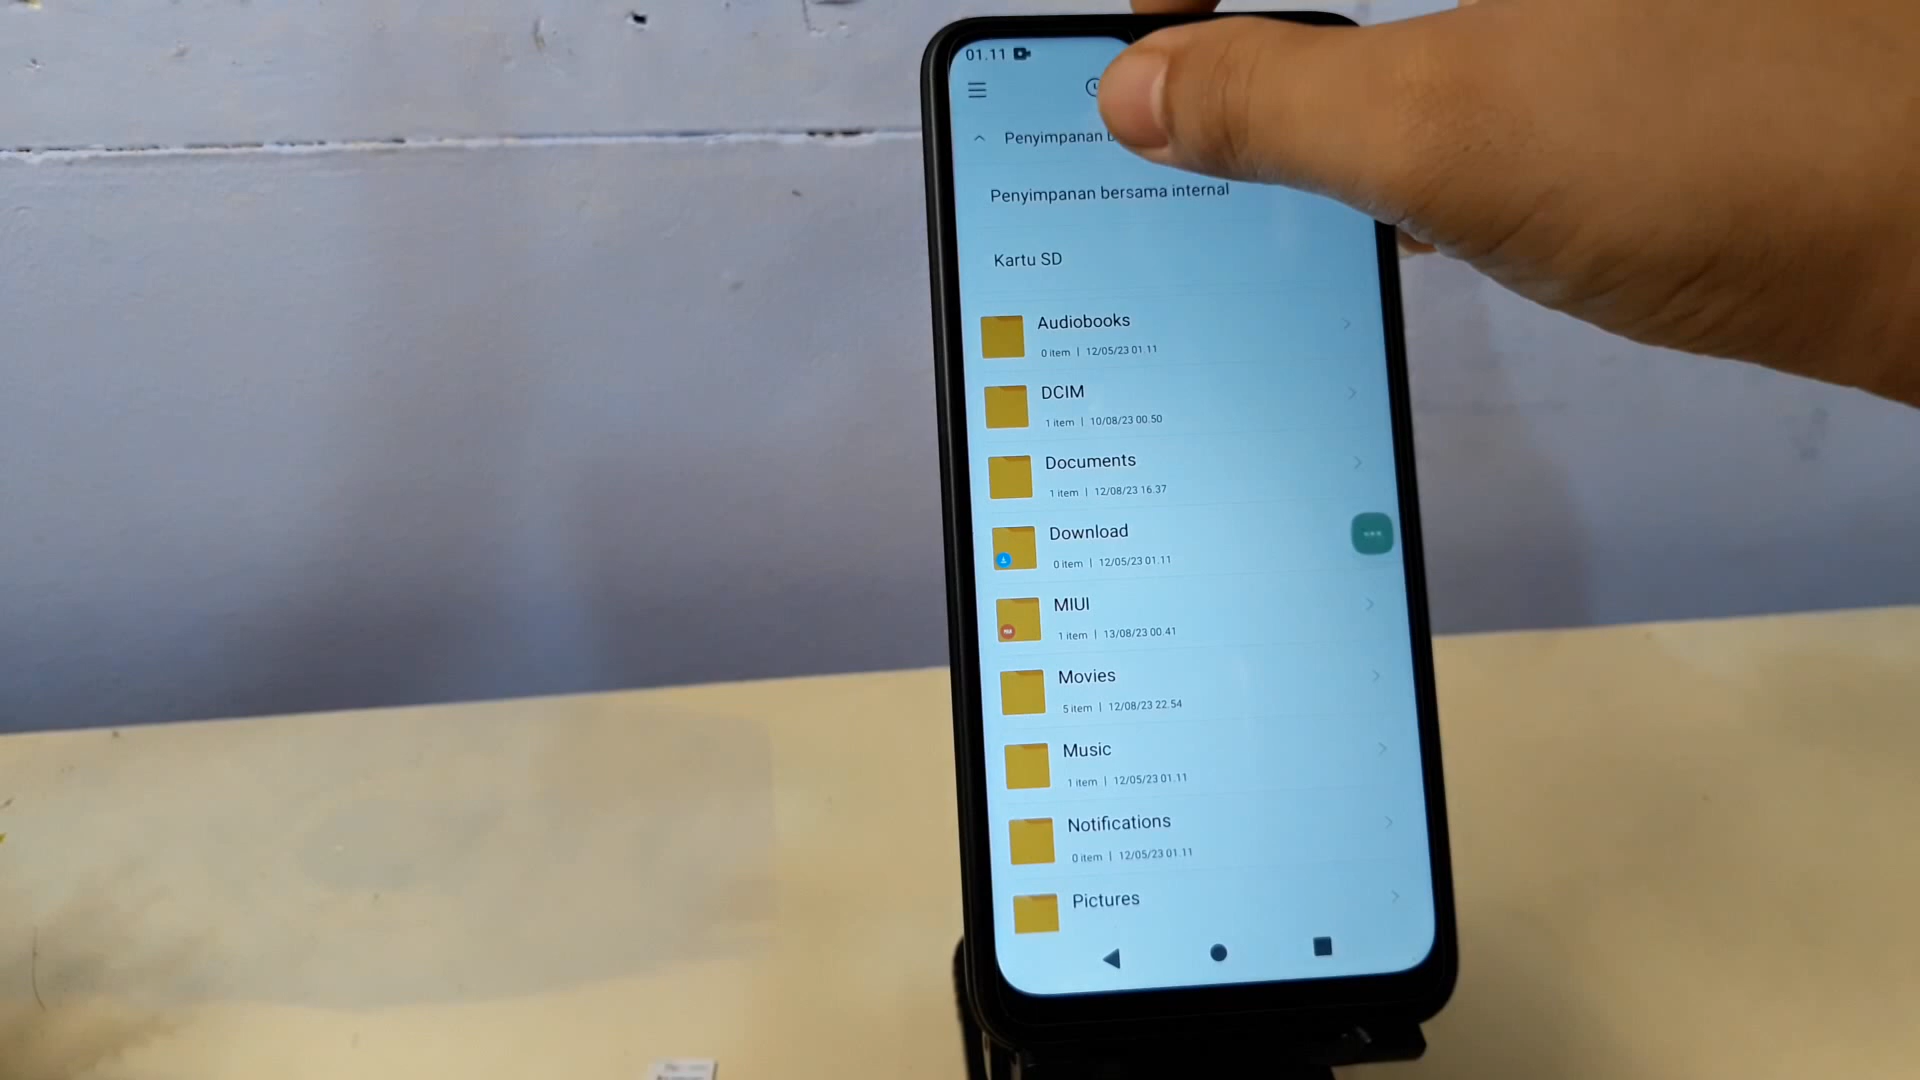 01.11
Penyimpanan
Penyimpanan bersama internal
Kartu SD
Audiobooks
0 item | 12/05/23 01.11
DCIM
1 item | 10/08/23 00.50
Documents
1 item | 12/08/23 16.37
Download
0 item | 12/05/23 01.11
MIUI
1 item | 13/08/23 00.41
Movies
5 item | 12/08/23 22.54
Music
1 item | 12/05/23 01.11
Notifications
0 item | 12/05/23 01.11
Pictures